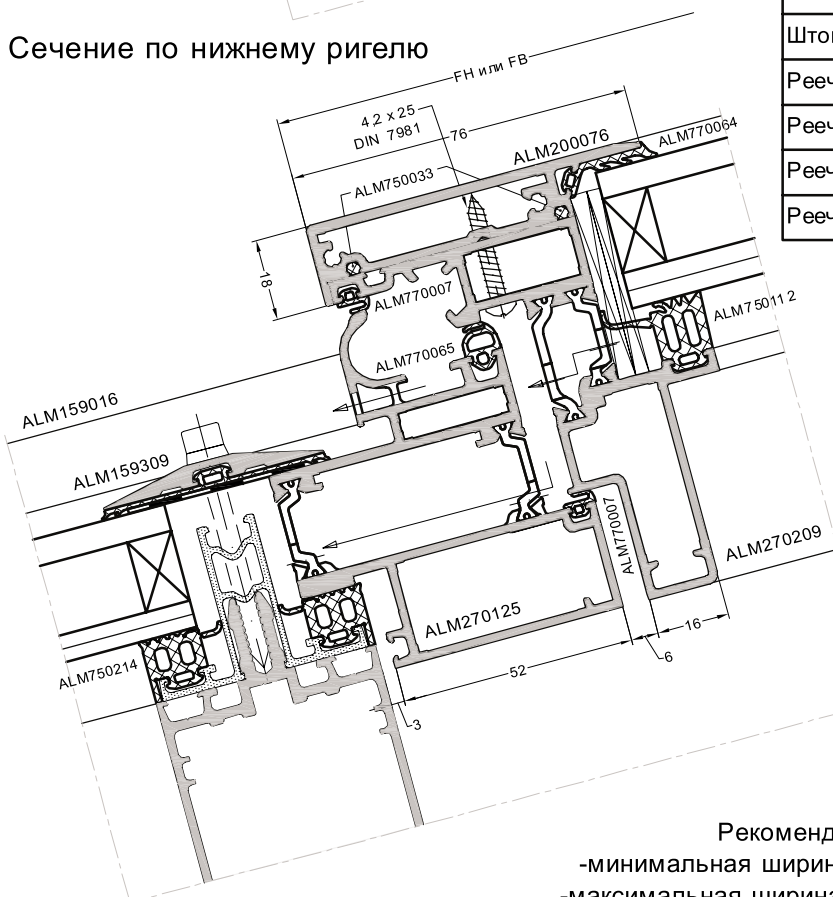 Сечение по нижнему ригелю
FH или FB
4,2 x 25
DIN 7981
76
ALM200076
ALM770064
ALM750033
18
ALM770007
ALM770065
ALM750112
ALM159016
ALM159309
ALM770007
ALM270209
ALM270125
ALM750214
16
6
52
3
Што
Рееч
Рееч
Рееч
Рееч
Рекоменд
-минимальная ширин
-максимальная ширина